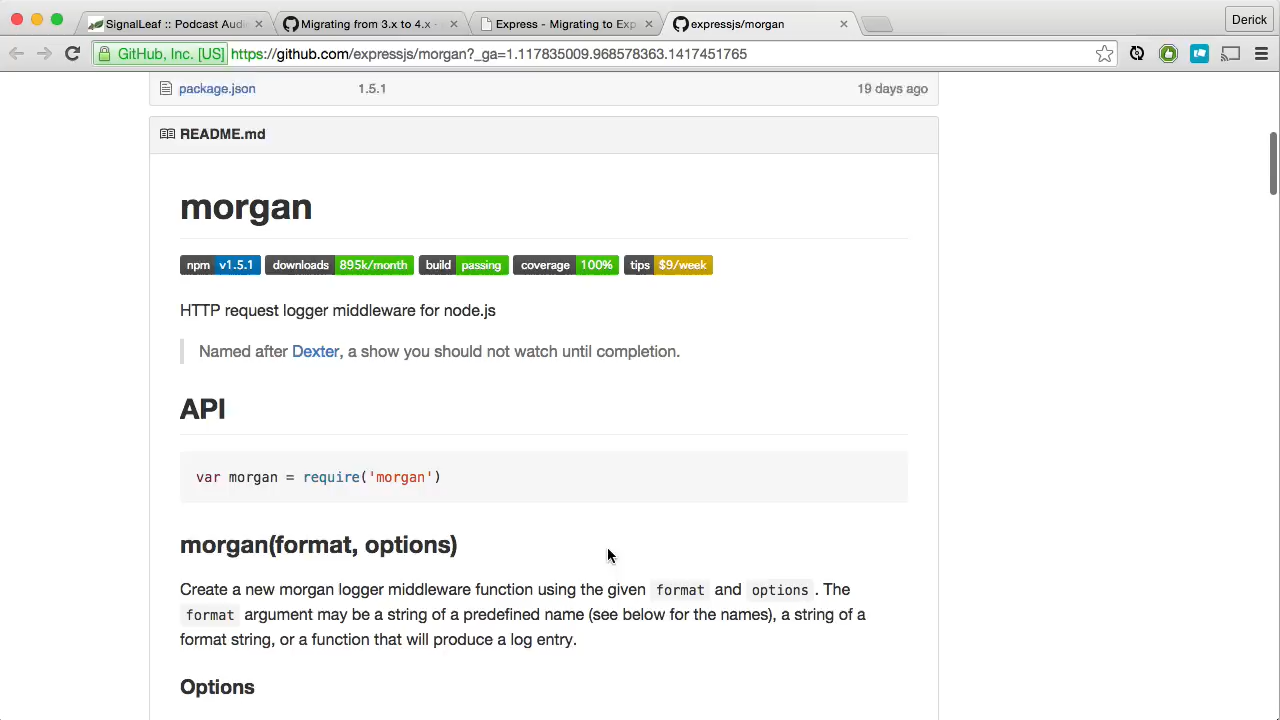 SignalLeaf :: Podcast Audi
Migrating from 3.x to 4.x ·
Express - Migrating to Exp
expressjs/morgan
Derick
GitHub, Inc. [US] https://github.com/expressjs/morgan?_ga=1.117835009.968578363.1417451765
package.json 1.5.1 19 days ago
README.md
morgan
npm v1.5.1 downloads 895k/month build passing coverage 100% tips $9/week
HTTP request logger middleware for node.js
Named after Dexter, a show you should not watch until completion.
API
var morgan = require('morgan')
morgan(format, options)
Create a new morgan logger middleware function using the given format and options. The
format argument may be a string of a predefined name (see below for the names), a string of a
format string, or a function that will produce a log entry.
Options